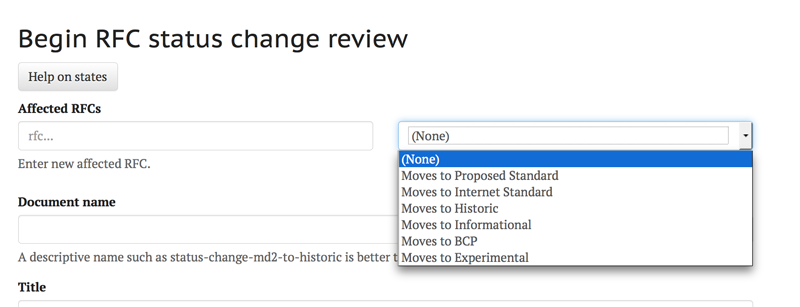 Begin RFC status change review
Help on states
Affected RFCs
rfc...
(None)
Enter new affected RFC.
(None)
Moves to Proposed Standard
Moves to Internet Standard
Moves to Historic
Moves to Informational
Moves to BCP
Moves to Experimental
Document name
A descriptive name such as status-change-md2-to-historic is better
Title